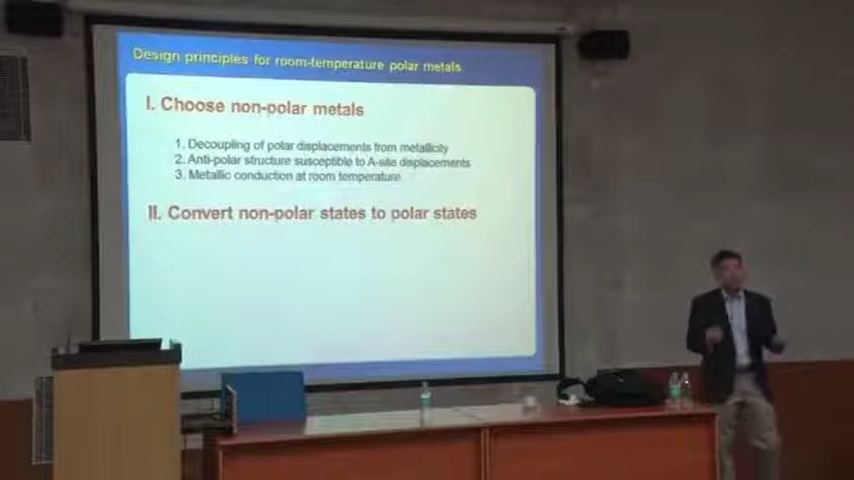 Design principles for room-temperature polar metals
I. Choose non-polar metals
1. Decoupling of polar displacements from metallicity
2. Anti-polar structure susceptible to A-site displacements
3. Metallic conduction at room temperature
II. Convert non-polar states to polar states